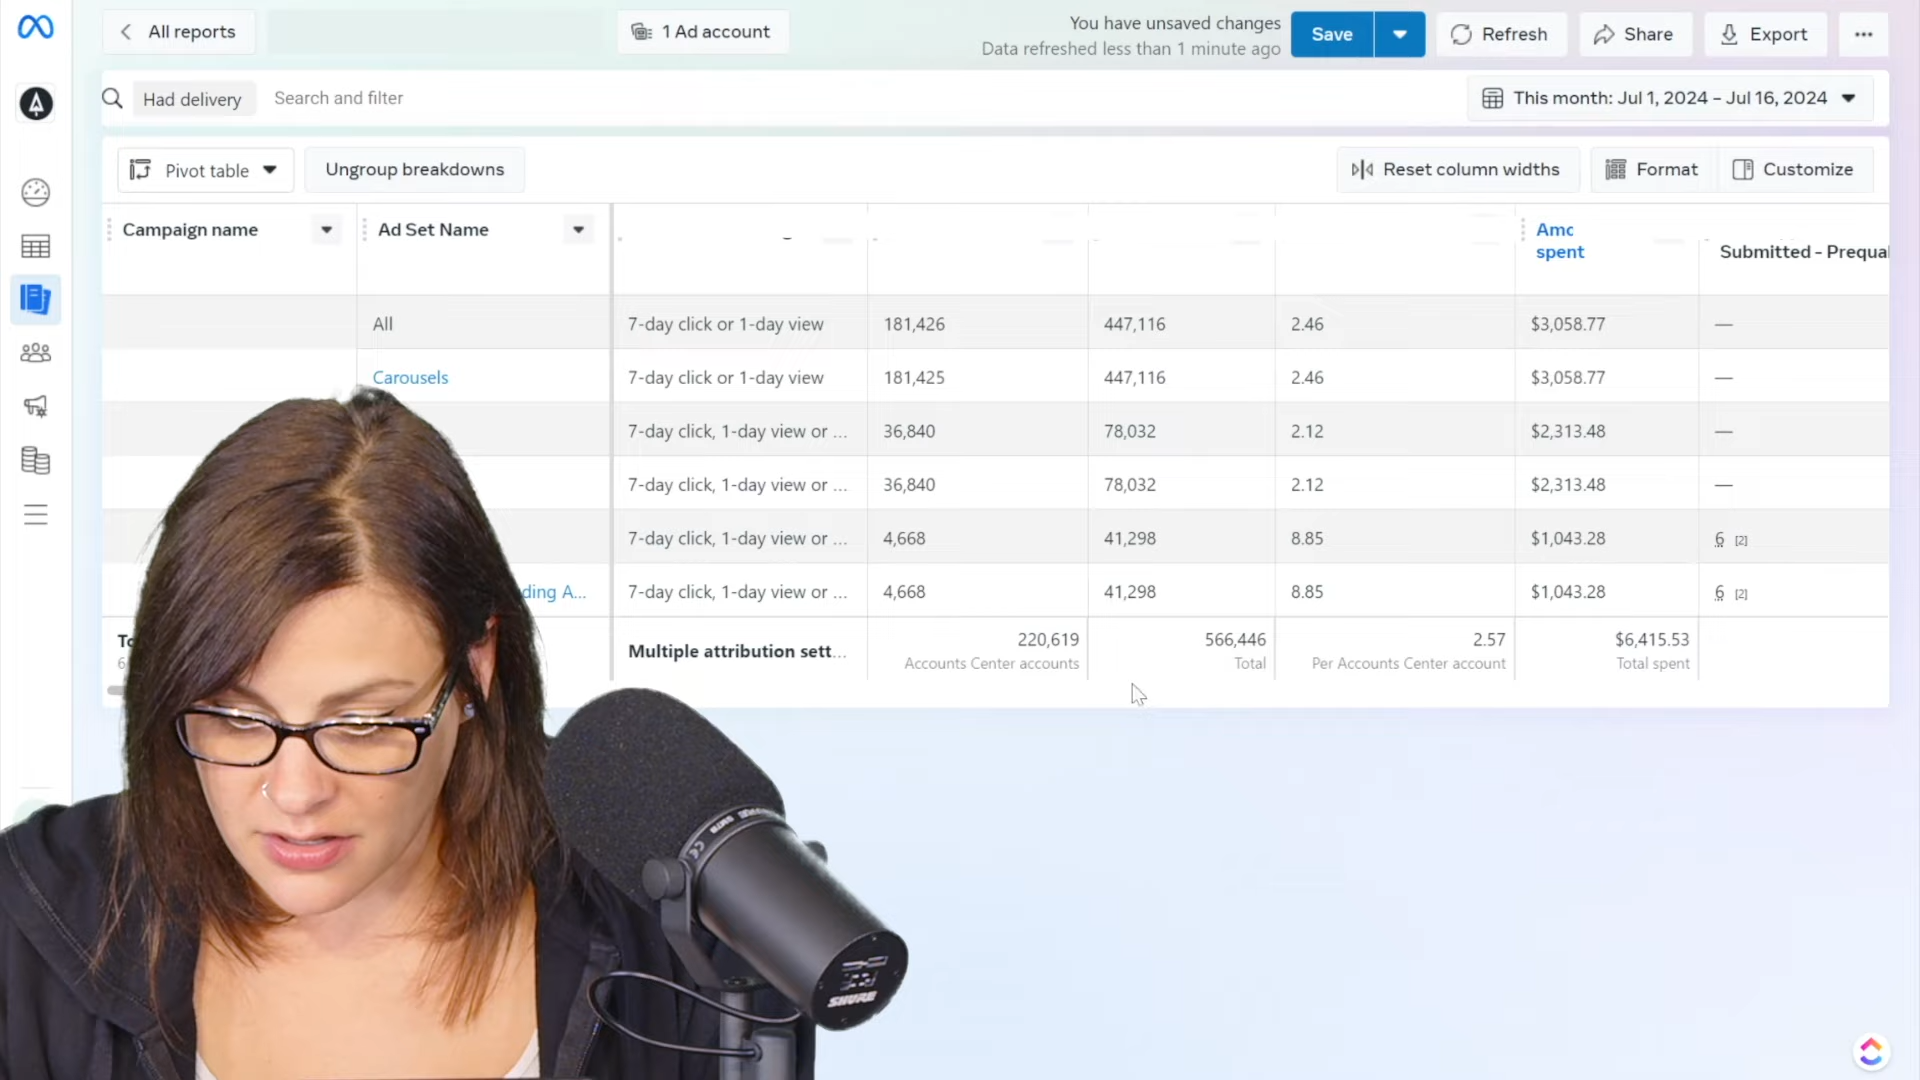 All reports
1 Ad account
You have unsaved changes
Data refreshed less than 1 minute ago
Save
Refresh
Share
Export
Had delivery
Search and filter
This month: Jul 1, 2024 – Jul 16, 2024
Pivot table
Ungroup breakdowns
Reset column widths
Format
Customize
Campaign name
Ad Set Name
Amc
spent
Submitted - Prequal
All
7-day click or 1-day view
181,426
447,116
2.46
$3,058.77
—
Carousels
7-day click or 1-day view
181,425
447,116
2.46
$3,058.77
—
7-day click, 1-day view or ...
36,840
78,032
2.12
$2,313.48
—
7-day click, 1-day view or ...
36,840
78,032
2.12
$2,313.48
—
7-day click, 1-day view or ...
4,668
41,298
8.85
$1,043.28
6 [2]
ding A...
7-day click, 1-day view or ...
4,668
41,298
8.85
$1,043.28
6 [2]
Multiple attribution sett...
220,619
Accounts Center accounts
566,446
Total
2.57
Per Accounts Center account
$6,415.53
Total spent
SHURE